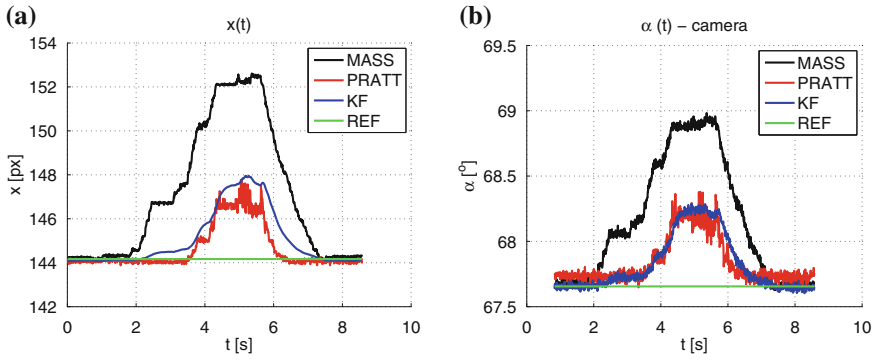 (a)
x(t)
154
152
150
148
146
144
142
x [px]
0
2
4
6
8
10
t [s]
MASS
PRATT
KF
REF
(b)
α (t) − camera
69.5
69
68.5
68
67.5
α [°]
0
2
4
6
8
10
t [s]
MASS
PRATT
KF
REF